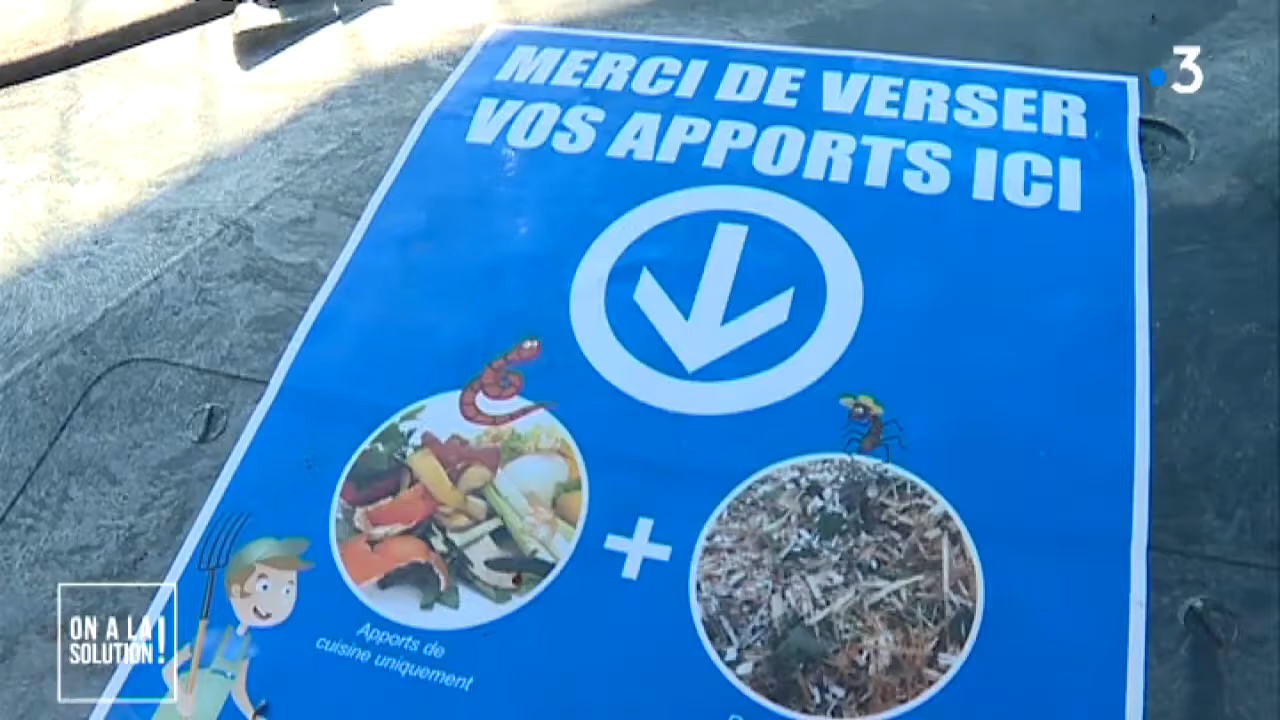 MERCI DE VERSER
VOS APPORTS ICI
3
+
Apports de
cuisine uniquement
ON A LA
SOLUTION!